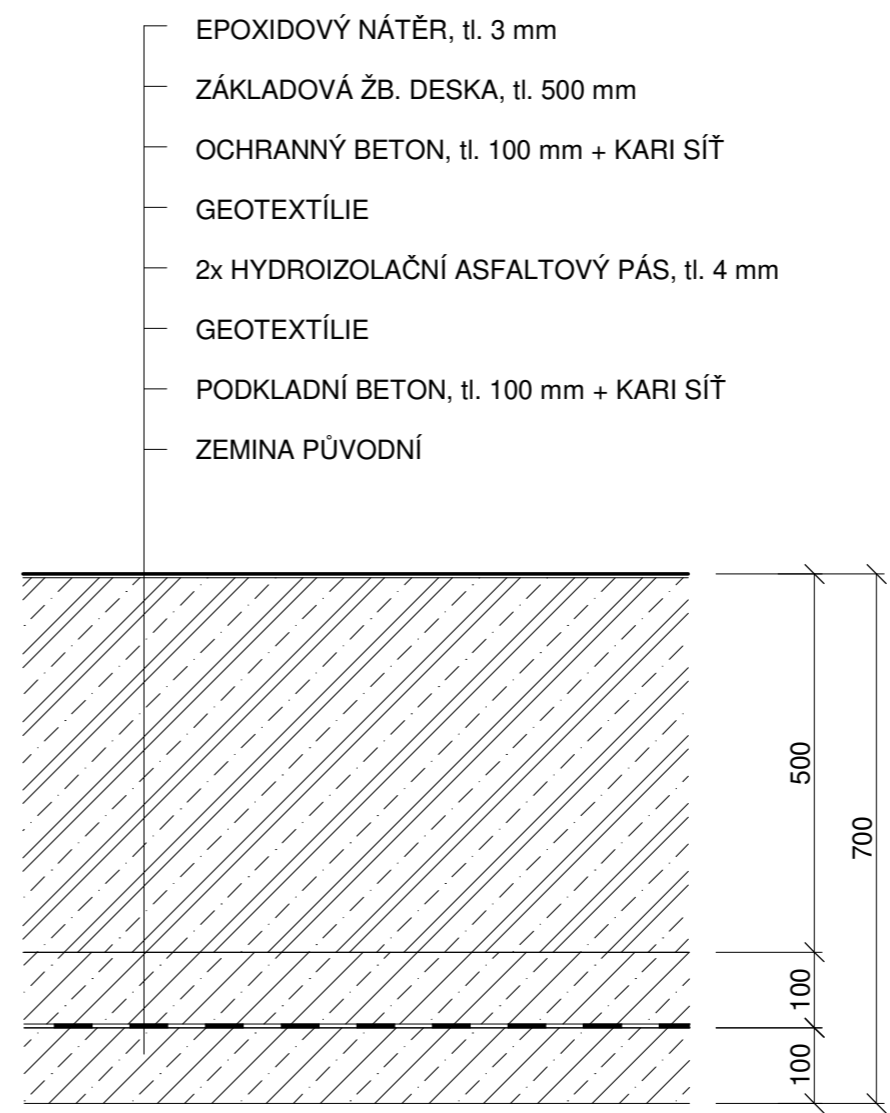 EPOXIDOVÝ NÁTĚR, tl. 3 mm
ZÁKLADOVÁ ŽB. DESKA, tl. 500 mm
OCHRANNÝ BETON, tl. 100 mm + KARI SÍŤ
GEOTEXTÍLIE
2x HYDROIZOLAČNÍ ASFALTOVÝ PÁS, tl. 4 mm
GEOTEXTÍLIE
PODKLADNÍ BETON, tl. 100 mm + KARI SÍŤ
ZEMINA PŮVODNÍ
500
700
100
100